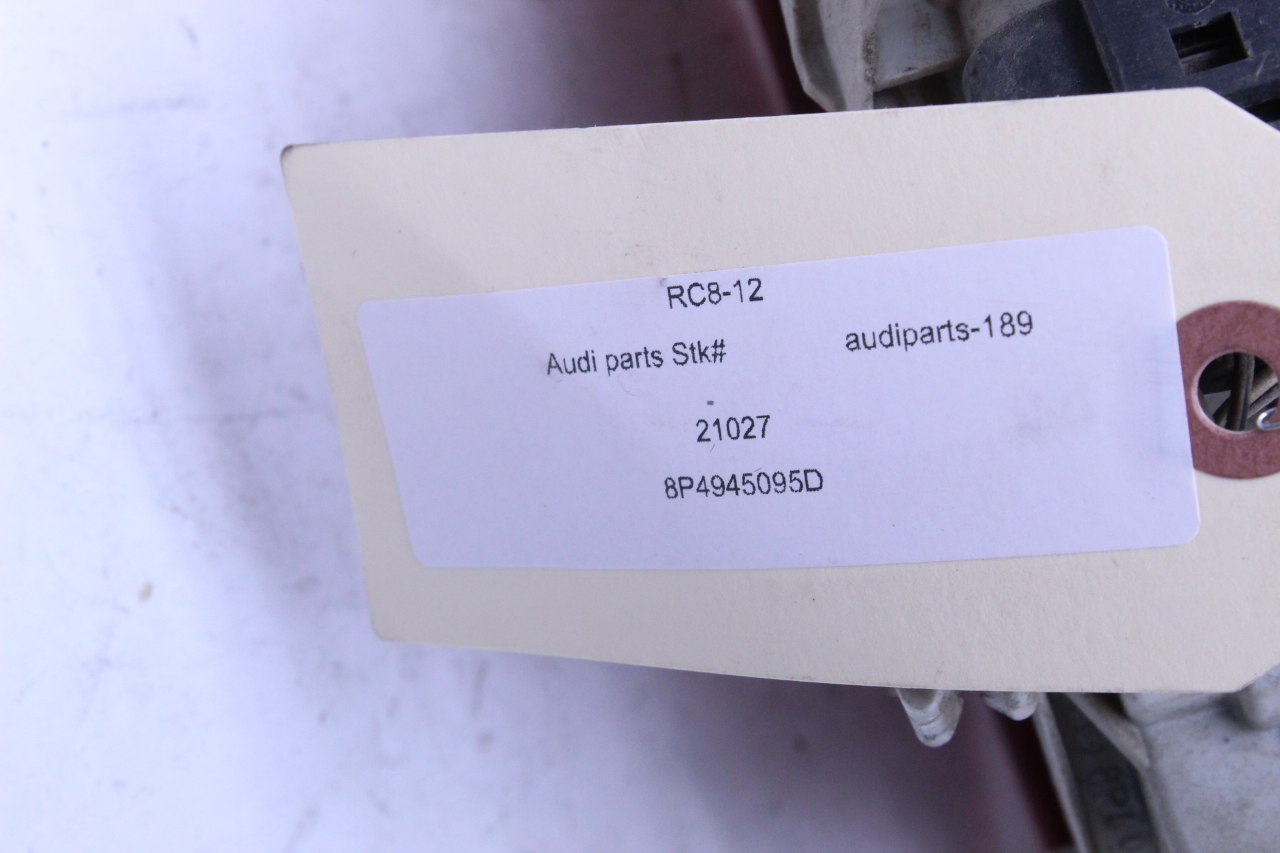 RC8-12
Audi parts Stk# audiparts-189
21027
8P4945095D